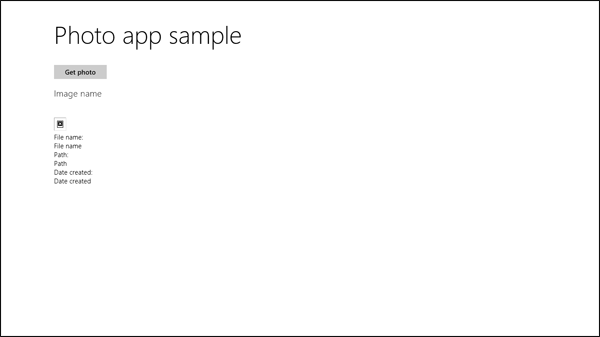 Photo app sample
Get photo
Image name
File name:
File name
Path:
Path
Date created:
Date created